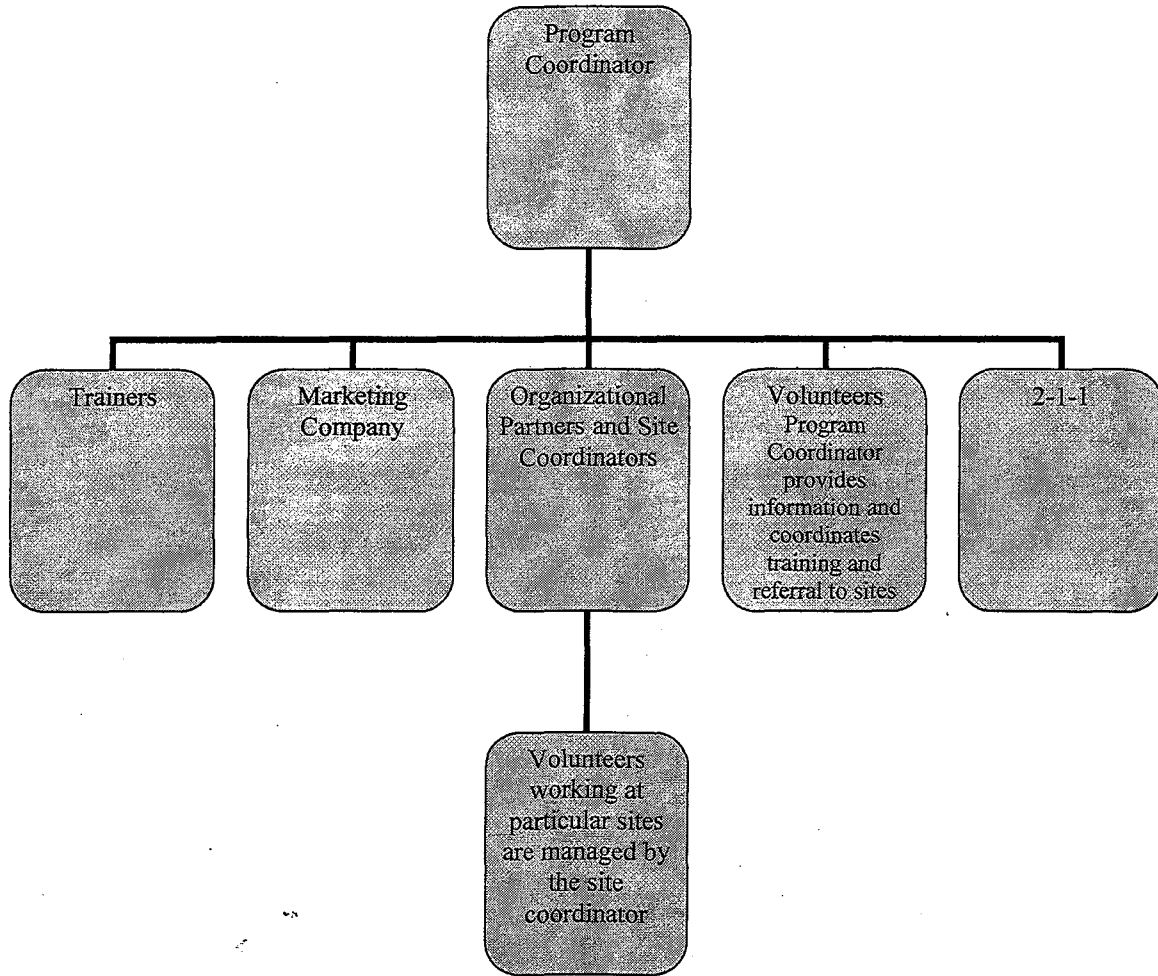 Program
Coordinator
Trainers
Marketing
Company
Organizational
Partners and Site
Coordinators
Volunteers
Program
Coordinator
provides
information and
coordinates
training and
referral to sites
2-1-1
Volunteers
working at
particular sites
are managed by
the site
coordinator